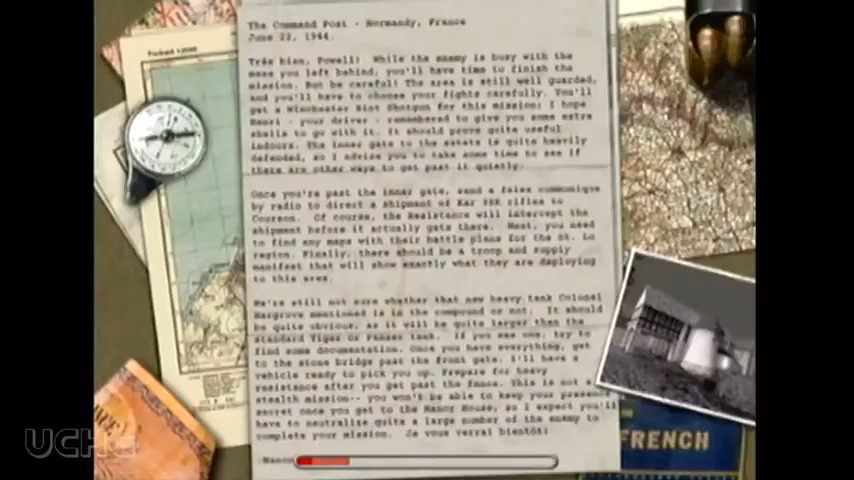 The Command Post - Normandy, France
June 23, 1944.
Très bien, Powell! While the enemy is busy with the
mess you left behind, you'll have time to finish the
mission. But be careful! The area is still well guarded,
and you'll have to choose your fights carefully. You'll
get a Winchester Riot Shotgun for this mission; I hope
Henri - your driver - remembered to give you some extra
shells to go with it. It should prove quite useful
indoors. The inner gate to the estate is quite heavily
defended, so I advise you to take some time to see if
there are other ways to get past it quietly.
Once you're past the inner gate, send a false communique
by radio to direct a shipment of Kar 98K rifles to
Courson. Of course, the Resistance will intercept the
shipment before it actually gets there. Next, you need
to find any maps with their battle plans for the St. Lo
region. Finally, there should be a troop and supply
manifest that will show exactly what they are deploying
to this area.
We're still not sure whether that new heavy tank Colonel
Hargrove mentioned is in the compound or not. It should
be quite obvious, as it will be quite larger than the
standard Tiger or Panzer tank. If you see one, try to
find some documentation. Once you have everything, get
to the stone bridge past the front gate. I'll have a
vehicle ready to pick you up. Prepare for heavy
resistance after you get past the fence. This is not a
stealth mission-- you won't be able to keep your presence
secret once you get to the Manor House, so I expect you'll
have to neutralize quite a large number of the enemy to
complete your mission. Je vous verrai bientôt!
-Manon
FRENCH
UCHC